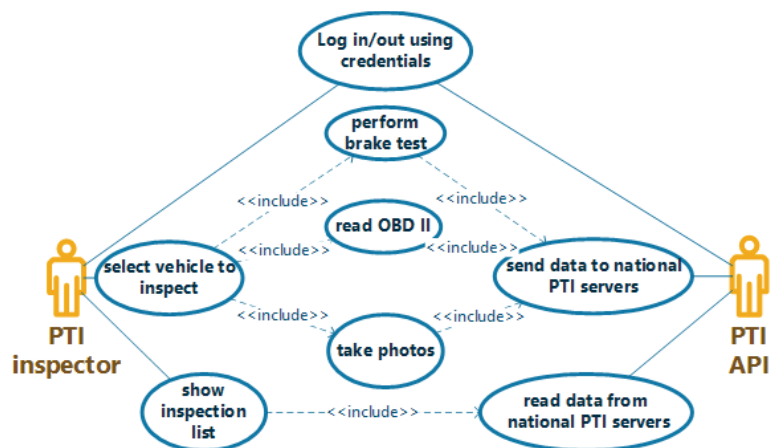 Log in/out using
credentials
perform
brake test
<<include>>
<<include>>
read OBD II
<<include>>
<<include>>
select vehicle to
inspect
send data to national
PTI servers
<<include>>
<<include>>
PTI
inspector
take photos
PTI
API
show
inspection
list
<<include>>
read data from
national PTI servers